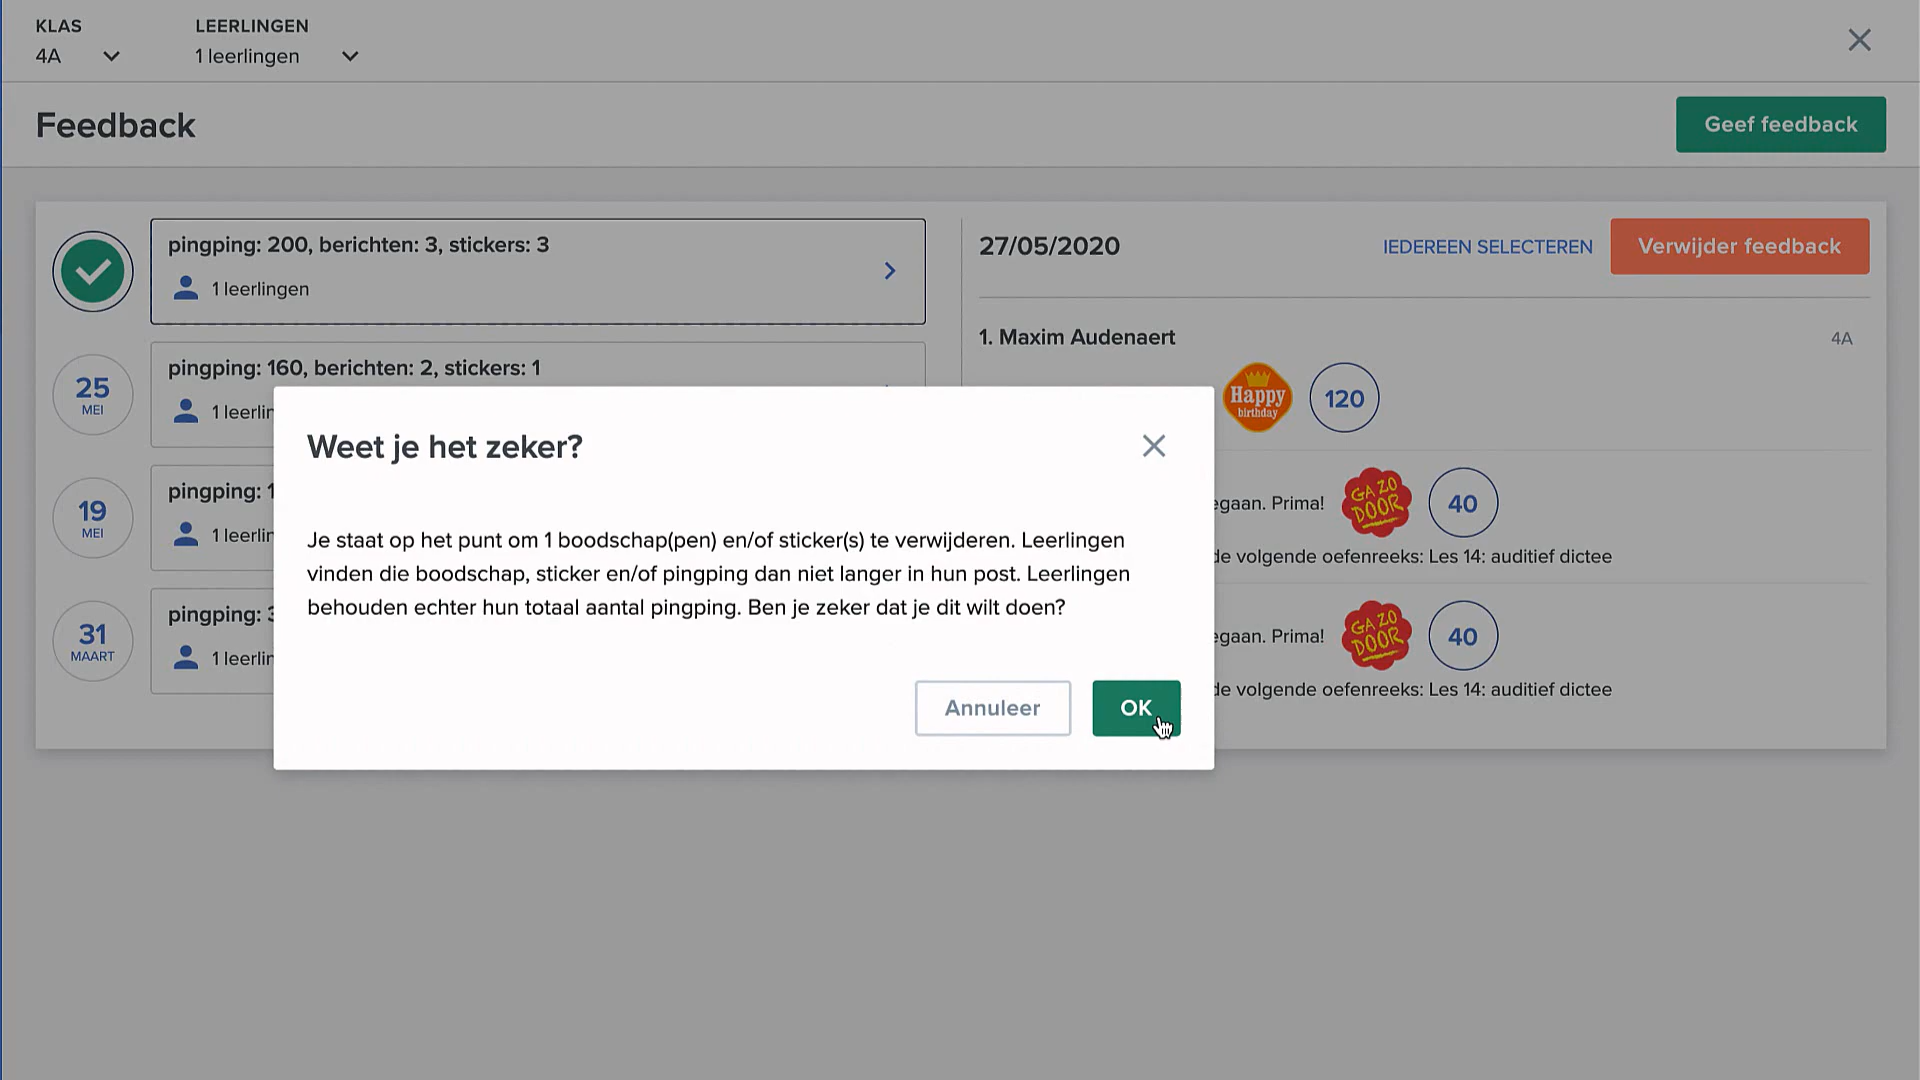 KLAS
4A
LEERLINGEN
1 leerlingen
Feedback
Geef feedback
pingping: 200, berichten: 3, stickers: 3
1 leerlingen
25
MEI
pingping: 160, berichten: 2, stickers: 1
1 leerlin
19
MEI
pingping: 1
1 leerlin
31
MAART
pingping: 3
1 leerlin
27/05/2020
IEDEREEN SELECTEREN
Verwijder feedback
1. Maxim Audenaert
4A
Happy
birthday
120
egaan. Prima!
GA ZO
DOOR
40
de volgende oefenreeks: Les 14: auditief dictee
egaan. Prima!
GA ZO
DOOR
40
de volgende oefenreeks: Les 14: auditief dictee
Weet je het zeker?
Je staat op het punt om 1 boodschap(pen) en/of sticker(s) te verwijderen. Leerlingen
vinden die boodschap, sticker en/of pingping dan niet langer in hun post. Leerlingen
behouden echter hun totaal aantal pingping. Ben je zeker dat je dit wilt doen?
Annuleer
OK